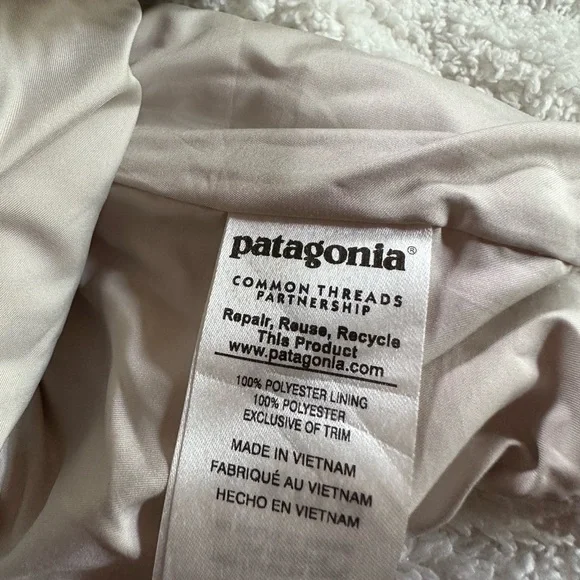 patagonia®
COMMON THREADS
PARTNERSHIP
Repair, Reuse, Recycle
This Product
www.patagonia.com
100% POLYESTER LINING
100% POLYESTER
EXCLUSIVE OF TRIM
MADE IN VIETNAM
FABRIQUÉ AU VIETNAM
HECHO EN VIETNAM